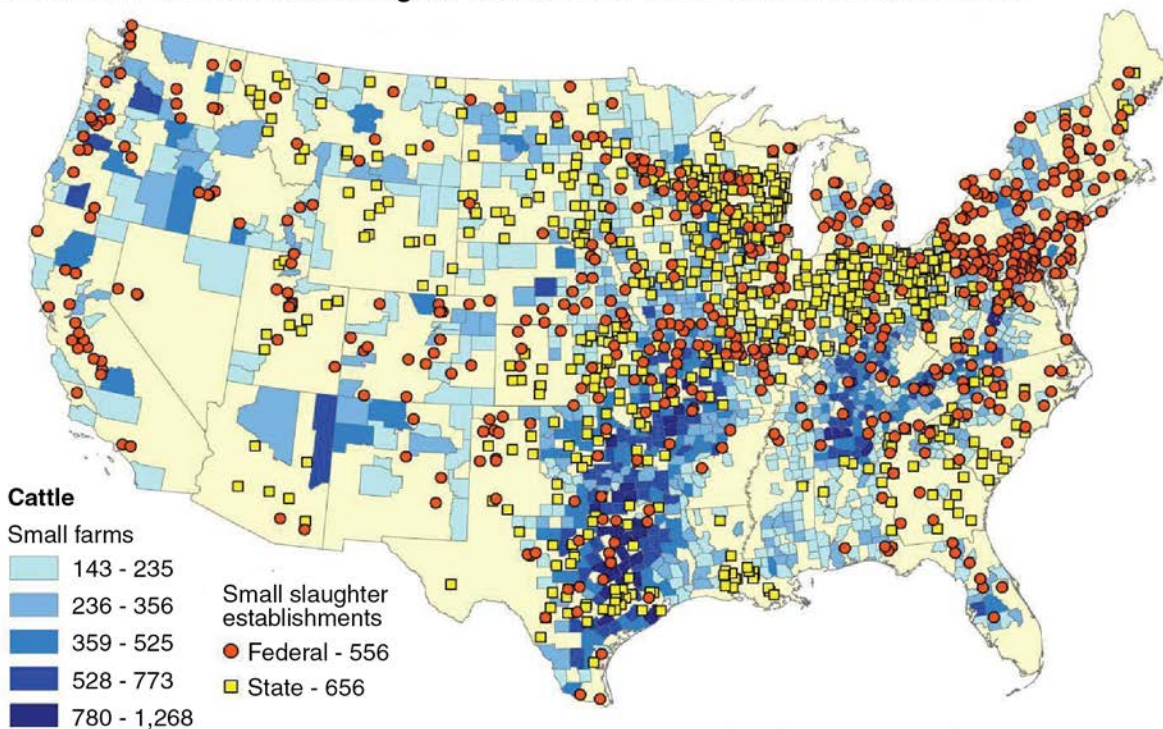 Cattle
Small farms
143 - 235
236 - 356
359 - 525
528 - 773
780 - 1,268
Small slaughter
establishments
Federal - 556
State - 656